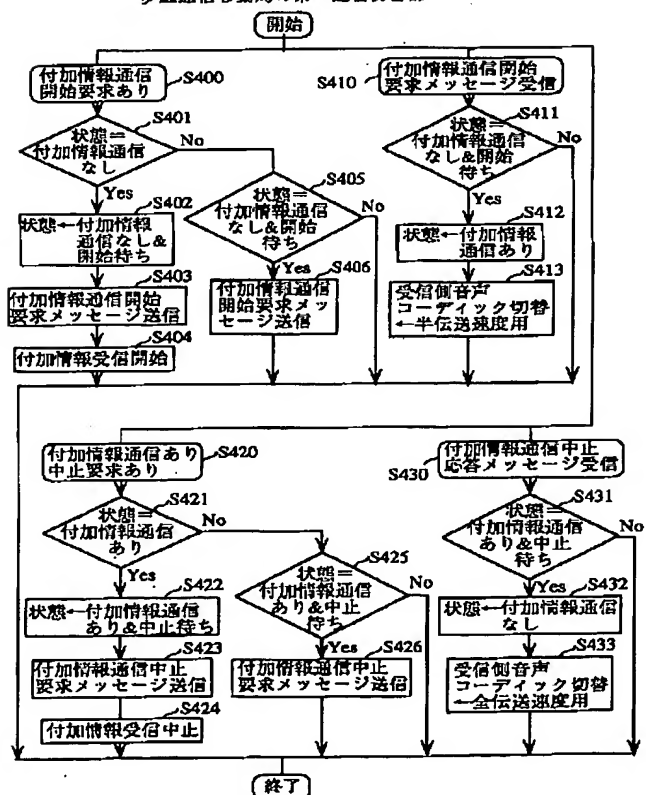 開始
付加情報通信
開始要求あり
S400
S401
状態=
付加情報通信
なし
No
Yes
S402
状態←付加情報
通信なし&
開始待ち
S403
付加情報通信開始
要求メッセージ送信
S404
付加情報受信開始
S405
状態=
付加情報通信
なし&開始
待ち
No
Yes
S406
付加情報通信
開始要求メッ
セージ送信
S410
付加情報通信開始
要求メッセージ受信
S411
状態=
付加情報通信
なし&開始
待ち
No
Yes
S412
状態←付加情報
通信あり
S413
受信側音声
コーディック切替
←半伝送速度用
付加情報通信あり
中止要求あり
S420
S421
状態=
付加情報通信
あり
No
Yes
S422
状態←付加情報通信
あり&中止待ち
S423
付加情報通信中止
要求メッセージ送信
S424
付加情報受信中止
S425
状態=
付加情報通信
あり&中止
待ち
No
Yes
S426
付加情報通信中止
要求メッセージ送信
S430
付加情報通信中止
応答メッセージ受信
S431
状態=
付加情報通信
あり&中止
待ち
No
Yes
S432
状態←付加情報通信
なし
S433
受信側音声
コーディック切替
←全伝送速度用
終了